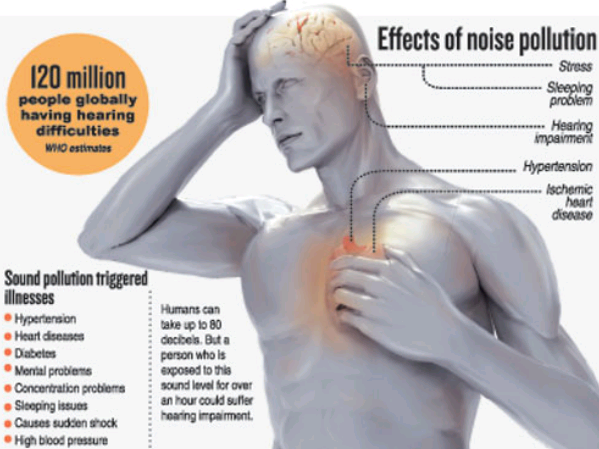 Effects of noise pollution
Stress
Sleeping
problem
Hearing
impairment
Hypertension
Ischemic
heart
disease
120 million
people globally
having hearing
difficulties
WHO estimates
Sound pollution triggered
illnesses
Hypertension
Heart diseases
Diabetes
Mental problems
Concentration problems
Sleeping issues
Causes sudden shock
High blood pressure
Humans can
take up to 80
decibels. But a
person who is
exposed to this
sound level for over
an hour could suffer
hearing impairment.